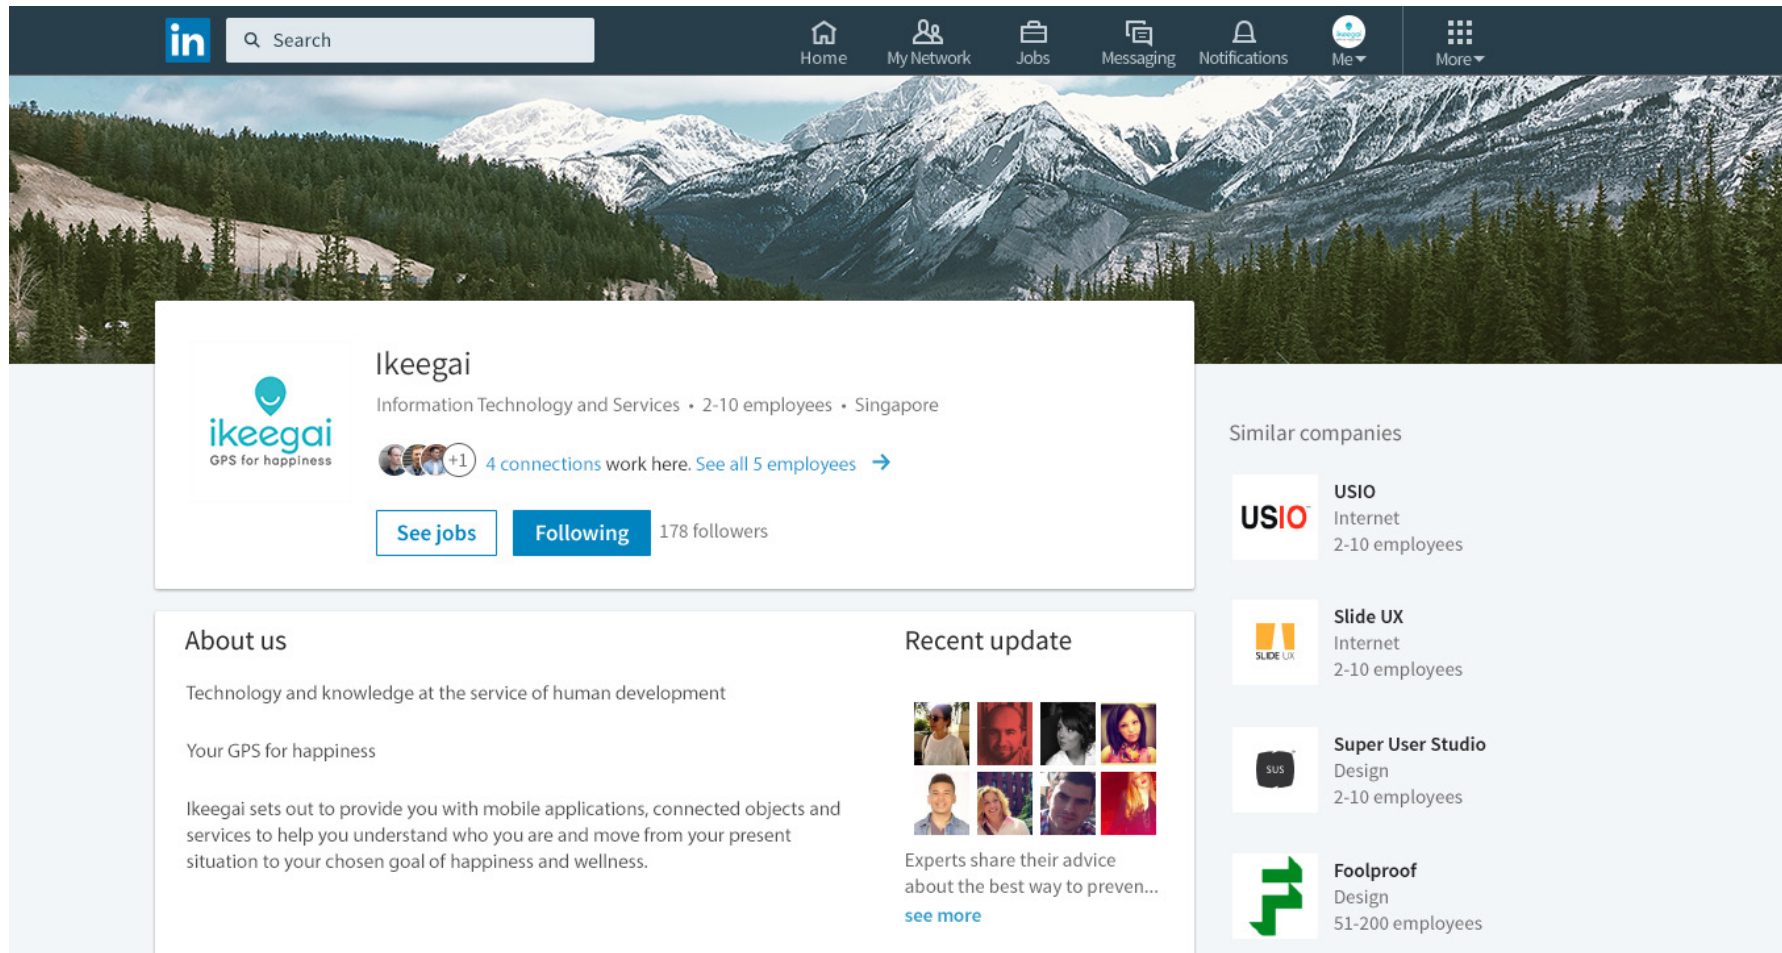 in
Search
Home
My Network
Jobs
Messaging
Notifications
Me
More
ikeegai
GPS for happiness
Ikeegai
Information Technology and Services • 2-10 employees • Singapore
+1
4 connections work here. See all 5 employees →
See jobs
Following
178 followers
About us
Technology and knowledge at the service of human development
Your GPS for happiness
Ikeegai sets out to provide you with mobile applications, connected objects and
services to help you understand who you are and move from your present
situation to your chosen goal of happiness and wellness.
Recent update
Experts share their advice
about the best way to preven...
see more
Similar companies
USIO
USIO
Internet
2-10 employees
SLIDE UX
Slide UX
Internet
2-10 employees
SUS
Super User Studio
Design
2-10 employees
Foolproof
Design
51-200 employees